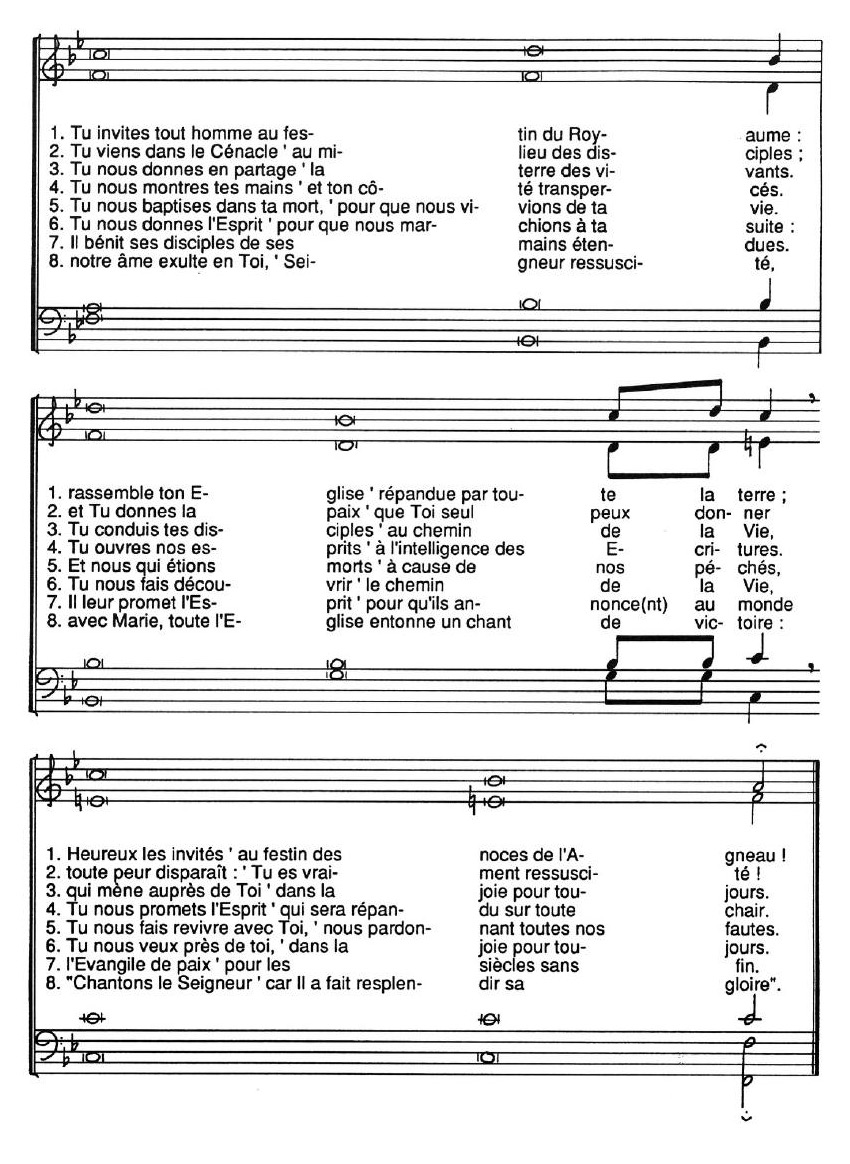 1. Tu invites tout homme au fes- tin du Roy- aume :
2. Tu viens dans le Cénacle ' au mi- lieu des dis- ciples ;
3. Tu nous donnes en partage ' la terre des vi- vants.
4. Tu nous montres tes mains ' et ton cô- té transper- cés.
5. Tu nous baptises dans ta mort, ' pour que nous vi- vions de ta vie.
6. Tu nous donnes l'Esprit ' pour que nous mar- chions à ta suite :
7. Il bénit ses disciples de ses mains éten- dues.
8. notre âme exulte en Toi, ' Sei- gneur ressusci- té,
1. rassemble ton E- glise ' répandue par tou- te la terre ;
2. et Tu donnes la paix ' que Toi seul peux don- ner
3. Tu conduis tes dis- ciples ' au chemin de la Vie,
4. Tu ouvres nos es- prits ' à l'intelligence des E- cri- tures.
5. Et nous qui étions morts ' à cause de nos pé- chés,
6. Tu nous fais décou- vrir ' le chemin de la Vie,
7. Il leur promet l'Es- prit ' pour qu'ils an- nonce(nt) au monde
8. avec Marie, toute l'E- glise entonne un chant de vic- toire :
1. Heureux les invités ' au festin des noces de l'A- gneau !
2. toute peur disparaît : ' Tu es vrai- ment ressusci- té !
3. qui mène auprès de Toi ' dans la joie pour tou- jours.
4. Tu nous promets l'Esprit ' qui sera répan- du sur toute chair.
5. Tu nous fais revivre avec Toi, ' nous pardon- nant toutes nos fautes.
6. Tu nous veux près de toi, ' dans la joie pour tou- jours.
7. l'Evangile de paix ' pour les siècles sans fin.
8. "Chantons le Seigneur ' car Il a fait resplen- dir sa gloire".